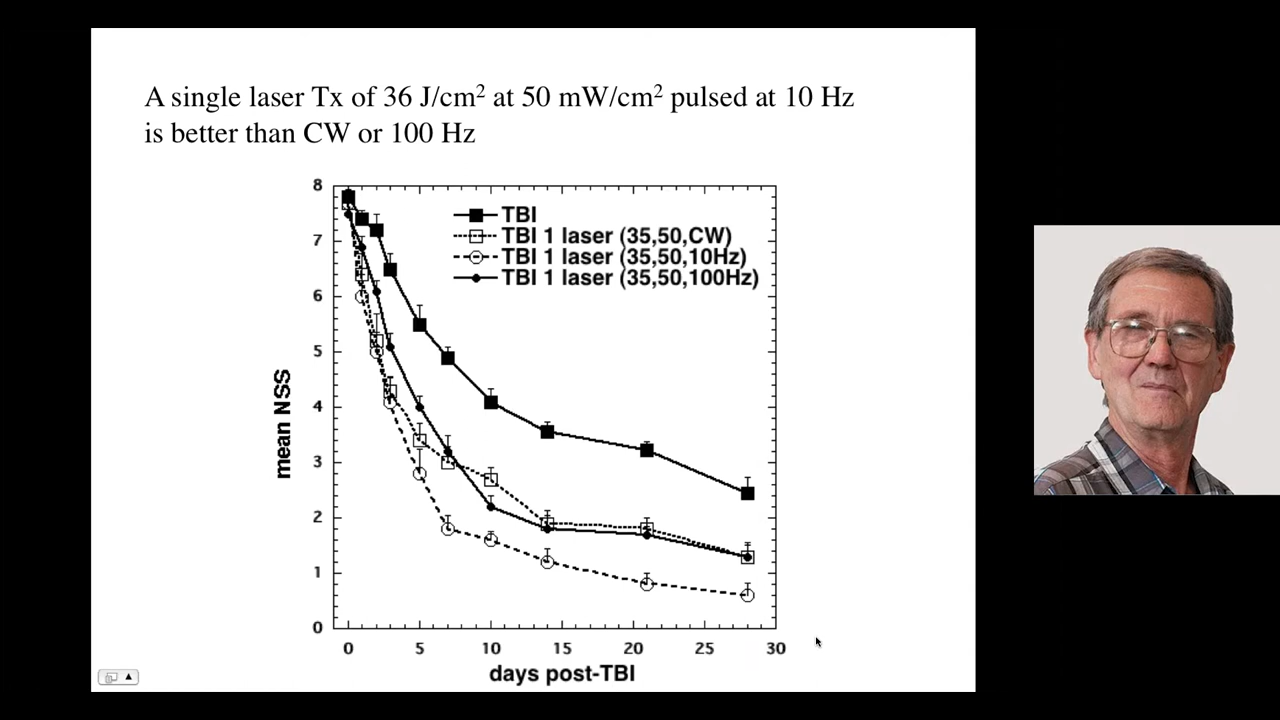 A single laser Tx of 36 J/cm² at 50 mW/cm² pulsed at 10 Hz
is better than CW or 100 Hz
8
7
6
5
4
3
2
1
0
mean NSS
TBI
TBI 1 laser (35,50,CW)
TBI 1 laser (35,50,10Hz)
TBI 1 laser (35,50,100Hz)
0 5 10 15 20 25 30
days post-TBI